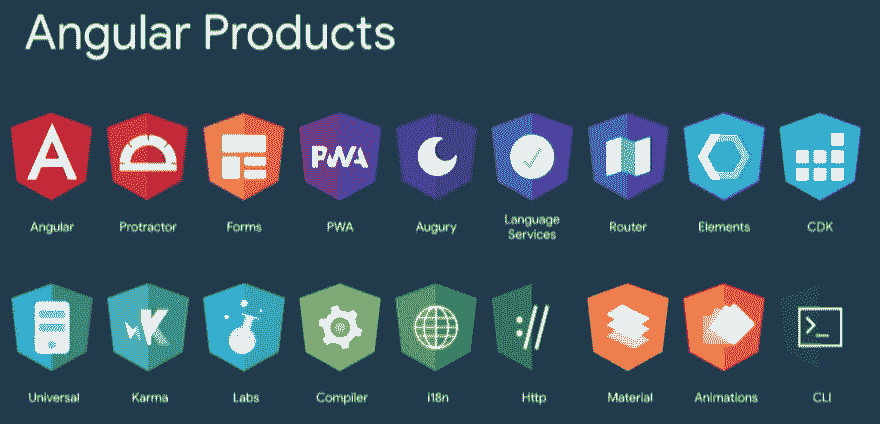 Angular Products
A
PWA
Angular
Protractor
Forms
PWA
Augury
Language
Services
Router
Elements
CDK
K
://
>_
Universal
Karma
Labs
Compiler
i18n
Http
Material
Animations
CLI